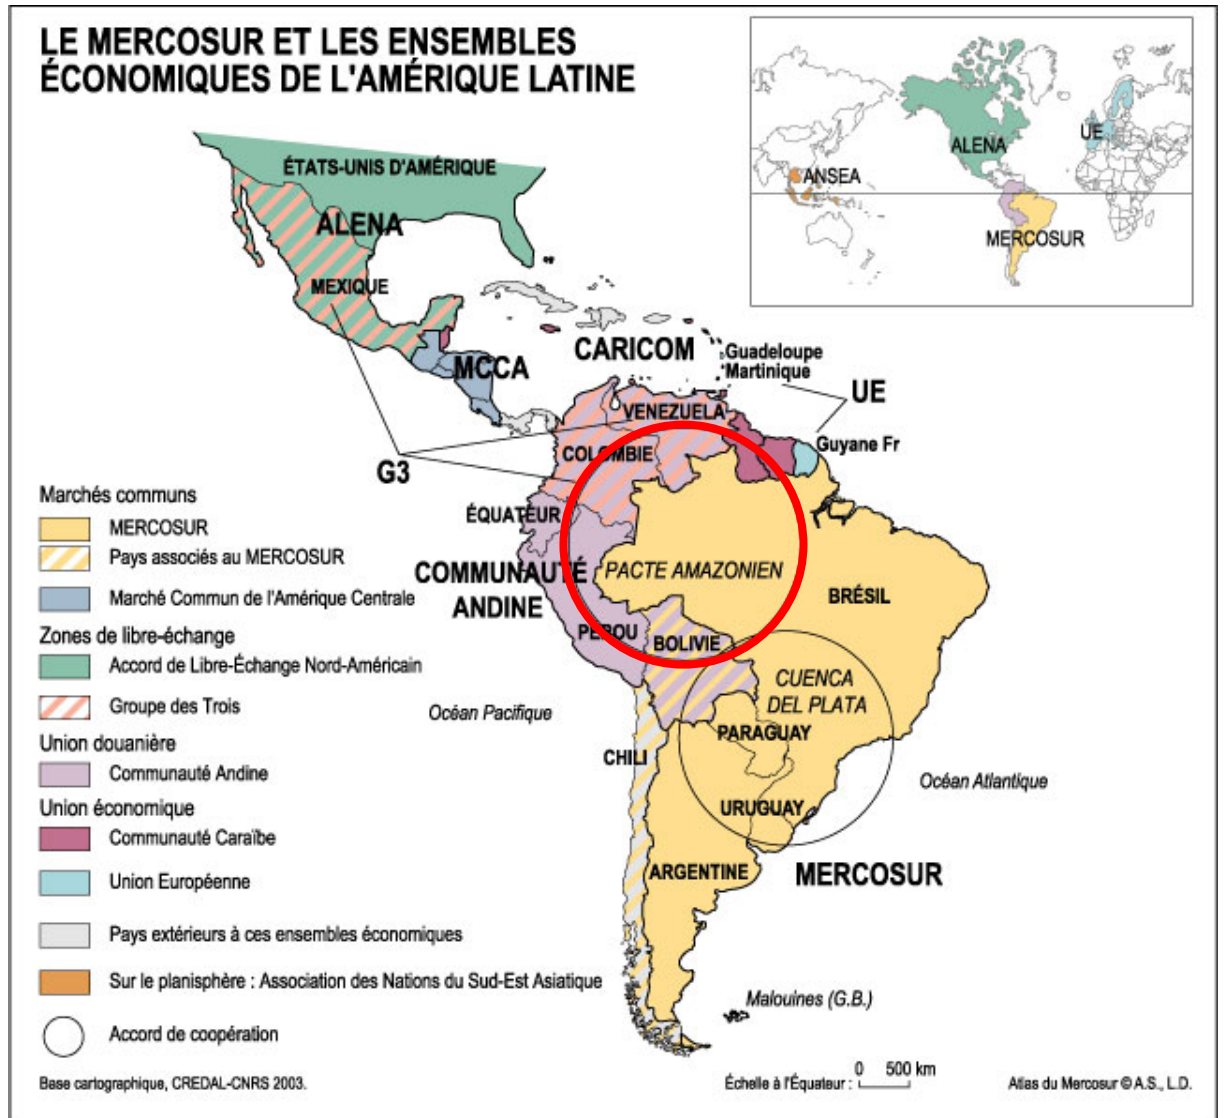 LE MERCOSUR ET LES ENSEMBLES
ÉCONOMIQUES DE L'AMÉRIQUE LATINE
ALENA
UE
ANSEA
MERCOSUR
ÉTATS-UNIS D'AMÉRIQUE
ALENA
MEXIQUE
CARICOM
MCCA
Guadeloupe
Martinique
UE
VENEZUELA
Guyane Fr
COLOMBIE
G3
ÉQUATEUR
COMMUNAUTÉ
ANDINE
PACTE AMAZONIEN
BRÉSIL
PÉROU
BOLIVIE
CUENCA
DEL PLATA
Océan Pacifique
PARAGUAY
CHILI
Océan Atlantique
URUGUAY
ARGENTINE
MERCOSUR
Malouines (G.B.)
Marchés communs
MERCOSUR
Pays associés au MERCOSUR
Marché Commun de l'Amérique Centrale
Zones de libre-échange
Accord de Libre-Échange Nord-Américain
Groupe des Trois
Union douanière
Communauté Andine
Union économique
Communauté Caraïbe
Union Européenne
Pays extérieurs à ces ensembles économiques
Sur le planisphère : Association des Nations du Sud-Est Asiatique
Accord de coopération
Base cartographique, CREDAL-CNRS 2003.
Échelle à l'Équateur : 0 500 km
Atlas du Mercosur © A.S., L.D.